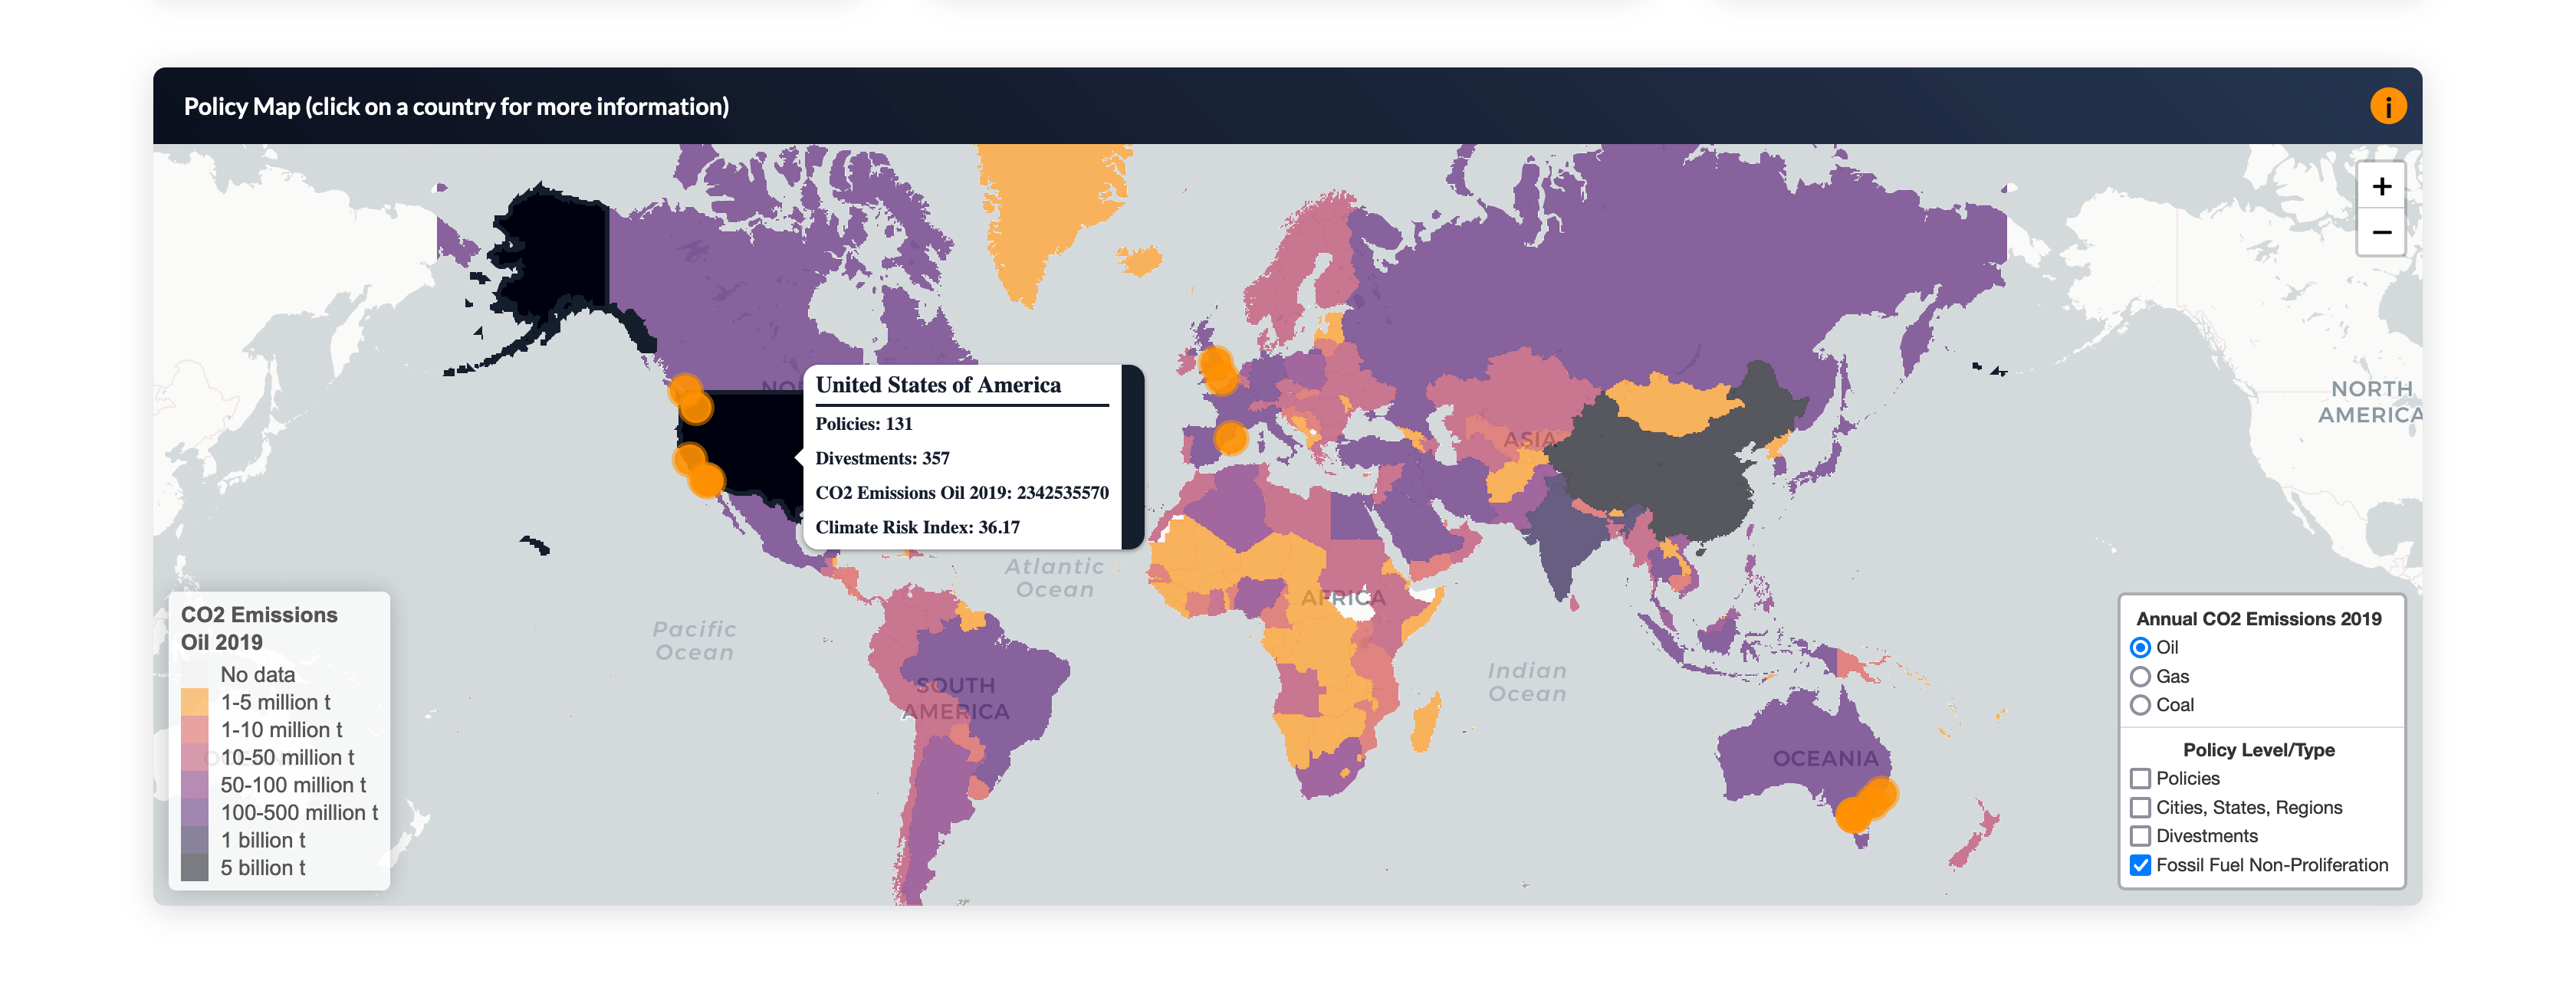 Policy Map (click on a country for more information)
i
+
−
NORTH
AMERICA
United States of America
Policies: 131
Divestments: 357
CO2 Emissions Oil 2019: 2342535570
Climate Risk Index: 36.17
ASIA
Atlantic
Ocean
AFRICA
Pacific
Ocean
Indian
Ocean
SOUTH
AMERICA
OCEANIA
CO2 Emissions
Oil 2019
No data
1-5 million t
1-10 million t
10-50 million t
50-100 million t
100-500 million t
1 billion t
5 billion t
Annual CO2 Emissions 2019
Oil
Gas
Coal
Policy Level/Type
Policies
Cities, States, Regions
Divestments
Fossil Fuel Non-Proliferation